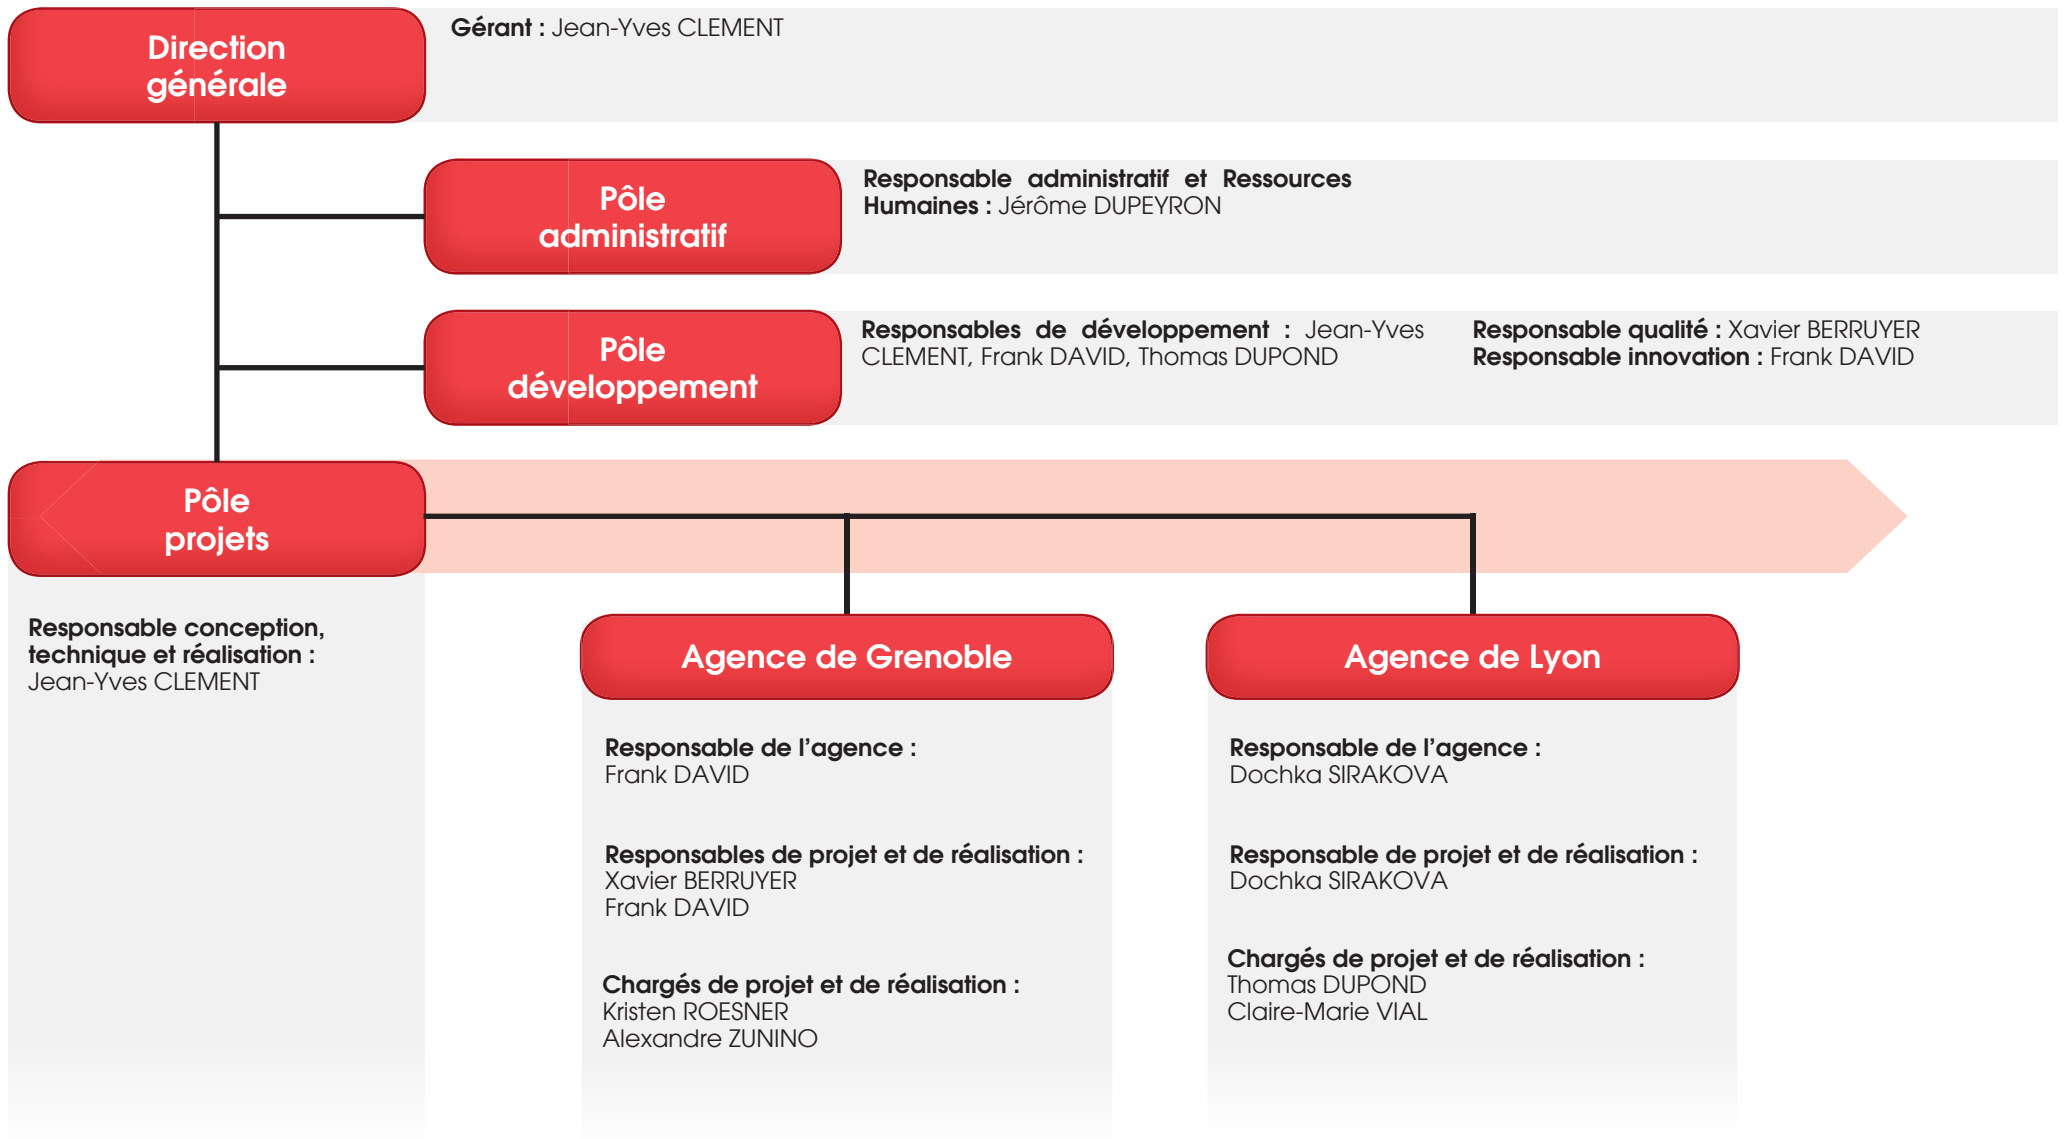 Direction
générale
Gérant : Jean-Yves CLEMENT
Pôle
administratif
Responsable administratif et Ressources
Humaines : Jérôme DUPEYRON
Pôle
développement
Responsables de développement : Jean-Yves
CLEMENT, Frank DAVID, Thomas DUPOND
Responsable qualité : Xavier BERRUYER
Responsable innovation : Frank DAVID
Pôle
projets
Responsable conception,
technique et réalisation :
Jean-Yves CLEMENT
Agence de Grenoble
Responsable de l’agence :
Frank DAVID
Responsables de projet et de réalisation :
Xavier BERRUYER
Frank DAVID
Chargés de projet et de réalisation :
Kristen ROESNER
Alexandre ZUNINO
Agence de Lyon
Responsable de l’agence :
Dochka SIRAKOVA
Responsable de projet et de réalisation :
Dochka SIRAKOVA
Chargés de projet et de réalisation :
Thomas DUPOND
Claire-Marie VIAL